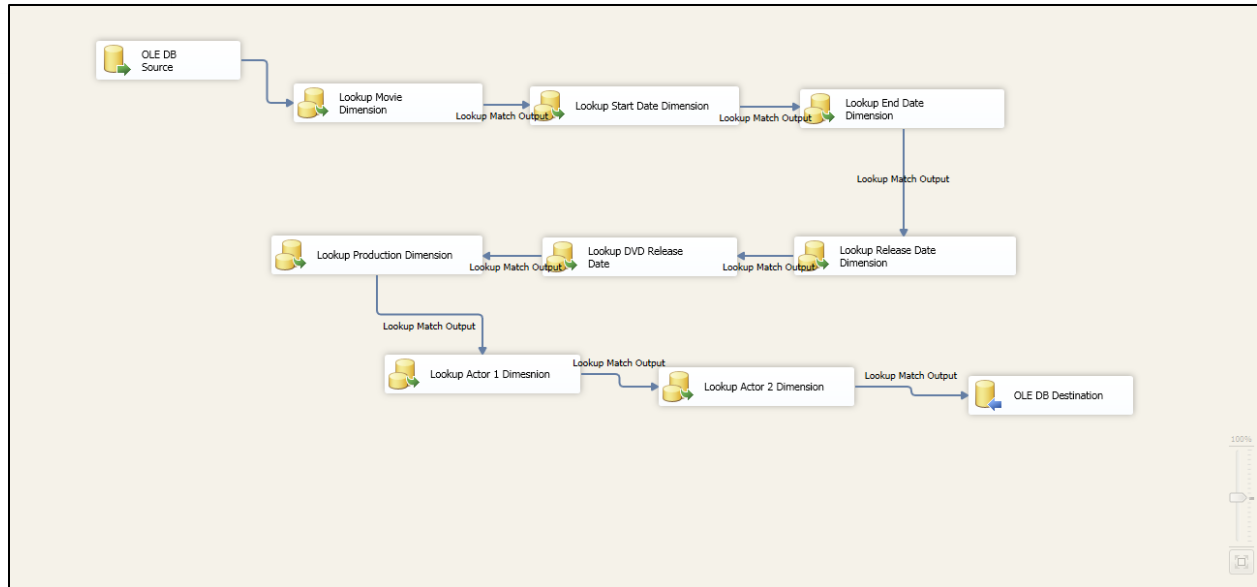 OLE DB
Source
Lookup Movie
Dimension
Lookup Match Output
Lookup Start Date Dimension
Lookup Match Output
Lookup End Date
Dimension
Lookup Match Output
Lookup Release Date
Dimension
Lookup Match Output
Lookup DVD Release
Date
Lookup Match Output
Lookup Production Dimension
Lookup Match Output
Lookup Actor 1 Dimesnion
Lookup Match Output
Lookup Actor 2 Dimension
Lookup Match Output
OLE DB Destination
100%